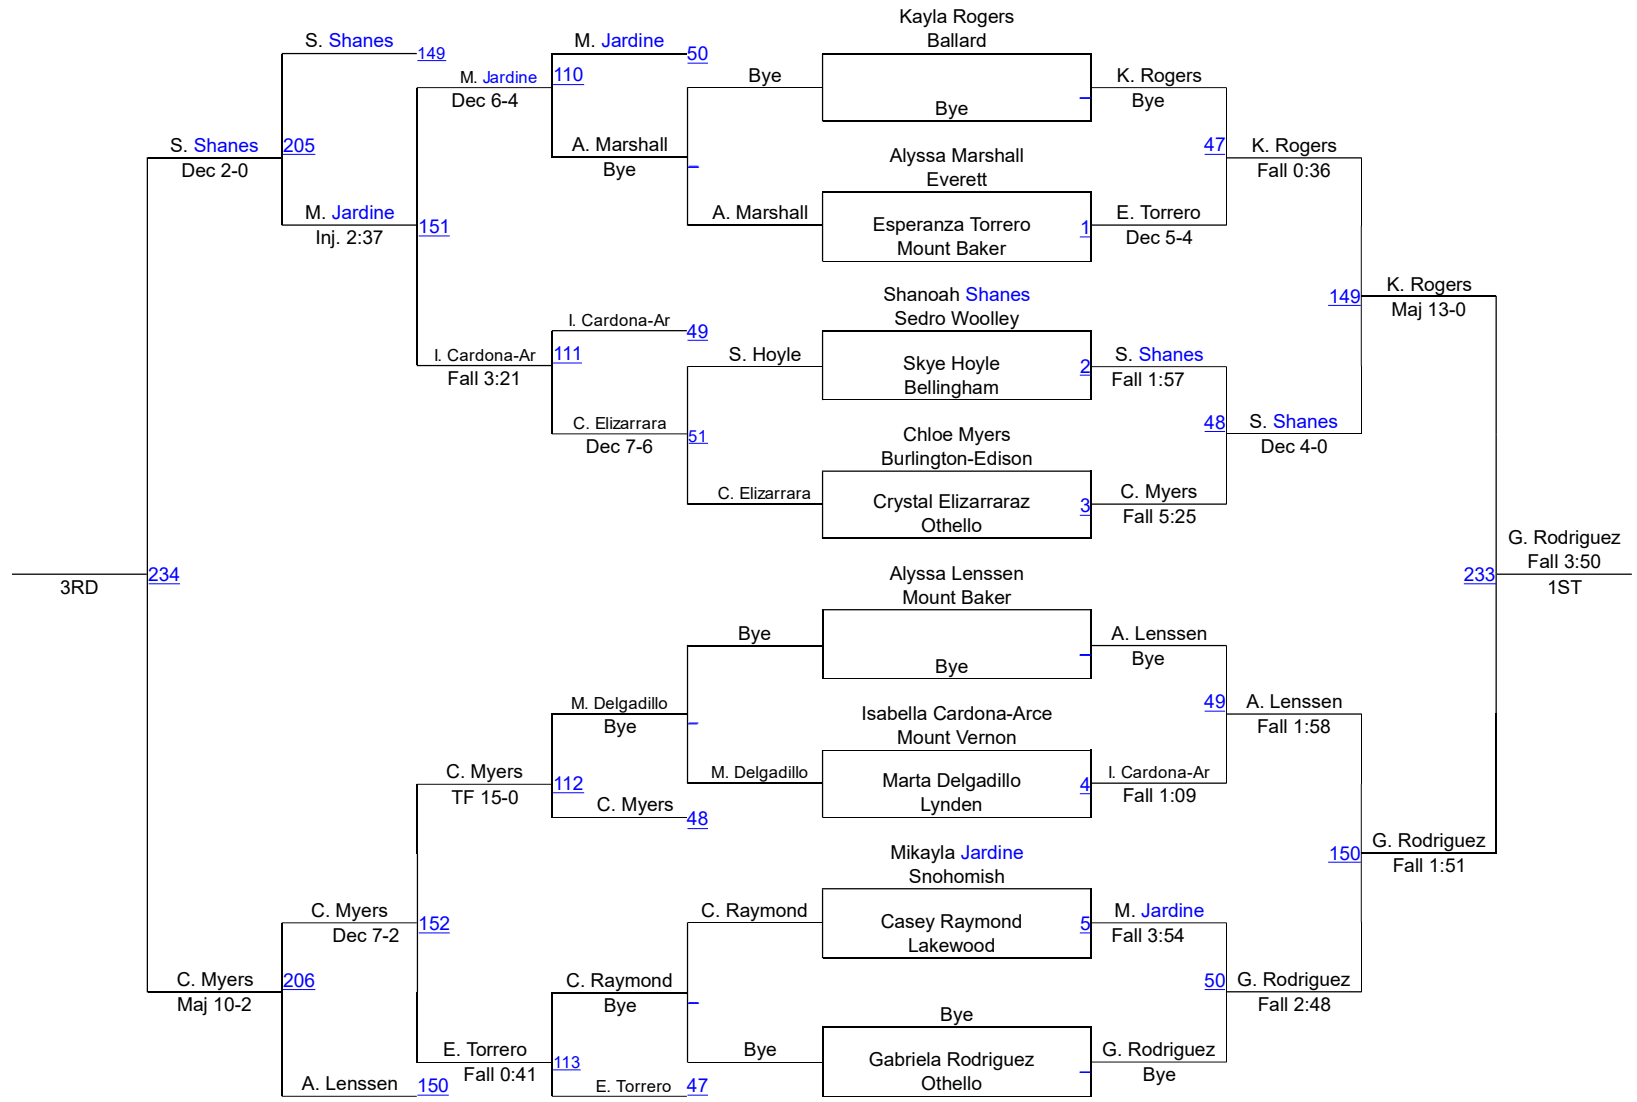 Kayla Rogers
Ballard
S. Shanes
149
M. Jardine
50
M. Jardine
110
Dec 6-4
Bye
Bye
K. Rogers
Bye
A. Marshall
Bye
S. Shanes
205
Dec 2-0
Alyssa Marshall
Everett
47
K. Rogers
Fall 0:36
M. Jardine
Inj. 2:37
151
A. Marshall
Esperanza Torrero
Mount Baker
1
E. Torrero
Dec 5-4
Shanoah Shanes
Sedro Woolley
149
K. Rogers
Maj 13-0
I. Cardona-Ar
49
I. Cardona-Ar
111
Fall 3:21
S. Hoyle
Skye Hoyle
Bellingham
2
S. Shanes
Fall 1:57
C. Elizarrara
Dec 7-6
51
Chloe Myers
Burlington-Edison
48
S. Shanes
Dec 4-0
C. Elizarrara
Crystal Elizarraraz
Othello
3
C. Myers
Fall 5:25
234
3RD
Alyssa Lenssen
Mount Baker
233
G. Rodriguez
Fall 3:50
1ST
Bye
Bye
A. Lenssen
Bye
M. Delgadillo
Bye
Isabella Cardona-Arce
Mount Vernon
49
A. Lenssen
Fall 1:58
C. Myers
TF 15-0
112
M. Delgadillo
Marta Delgadillo
Lynden
4
I. Cardona-Ar
Fall 1:09
C. Myers
48
Mikayla Jardine
Snohomish
150
G. Rodriguez
Fall 1:51
C. Myers
Dec 7-2
152
C. Raymond
Casey Raymond
Lakewood
5
M. Jardine
Fall 3:54
C. Myers
Maj 10-2
206
C. Raymond
Bye
50
G. Rodriguez
Fall 2:48
Bye
E. Torrero
Fall 0:41
113
Bye
Gabriela Rodriguez
Othello
G. Rodriguez
Bye
A. Lenssen
150
E. Torrero
47